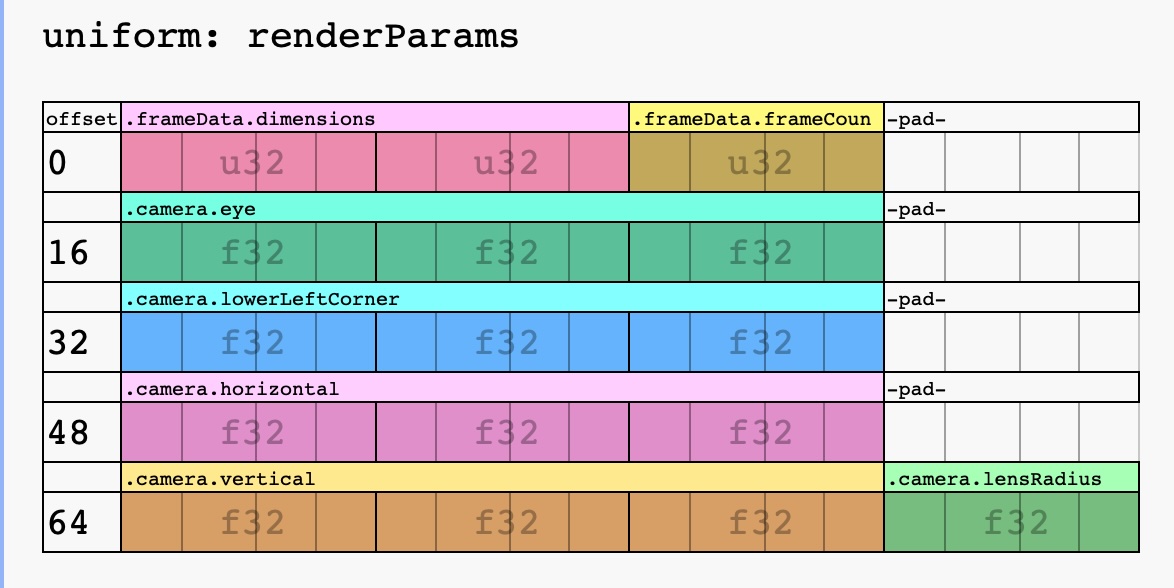 uniform: renderParams
offset .frameData.dimensions .frameData.frameCoun -pad-
0 u32 u32 u32
.camera.eye -pad-
16 f32 f32 f32
.camera.lowerLeftCorner -pad-
32 f32 f32 f32
.camera.horizontal -pad-
48 f32 f32 f32
.camera.vertical .camera.lensRadius
64 f32 f32 f32 f32